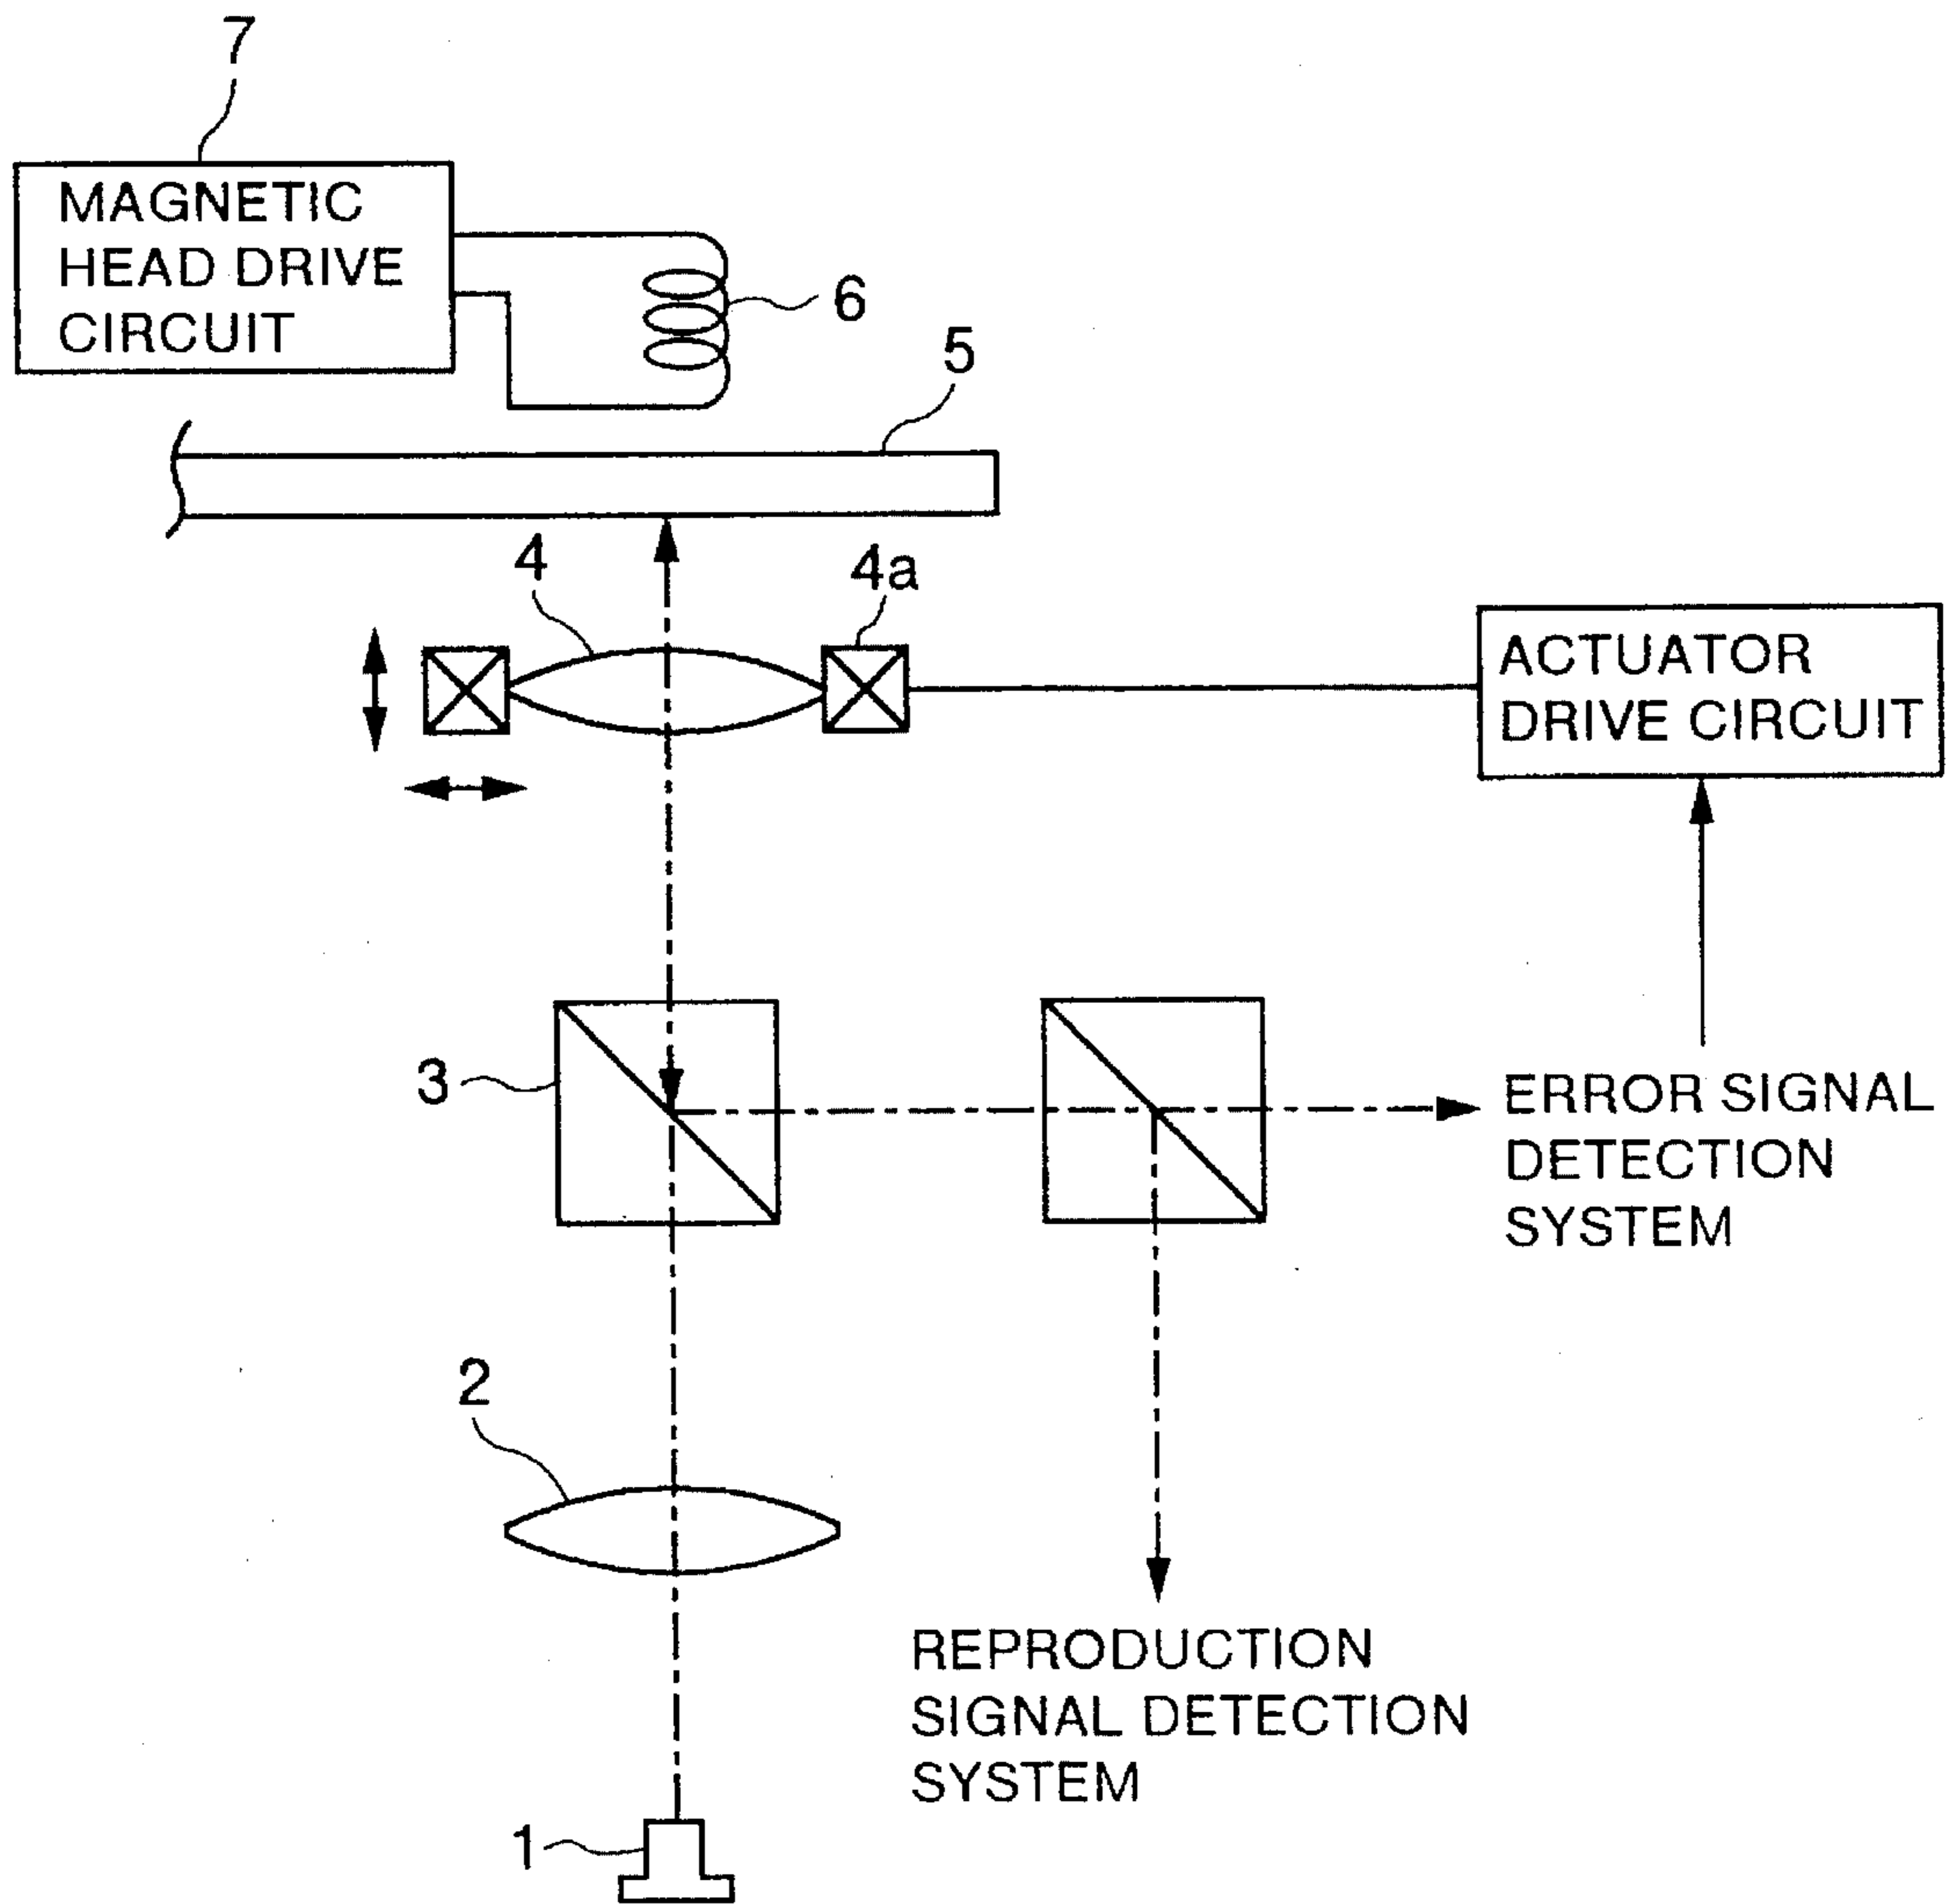 7
MAGNETIC
HEAD DRIVE
CIRCUIT
6
5
4
4a
ACTUATOR
DRIVE CIRCUIT
3
ERROR SIGNAL
DETECTION
SYSTEM
2
REPRODUCTION
SIGNAL DETECTION
SYSTEM
1